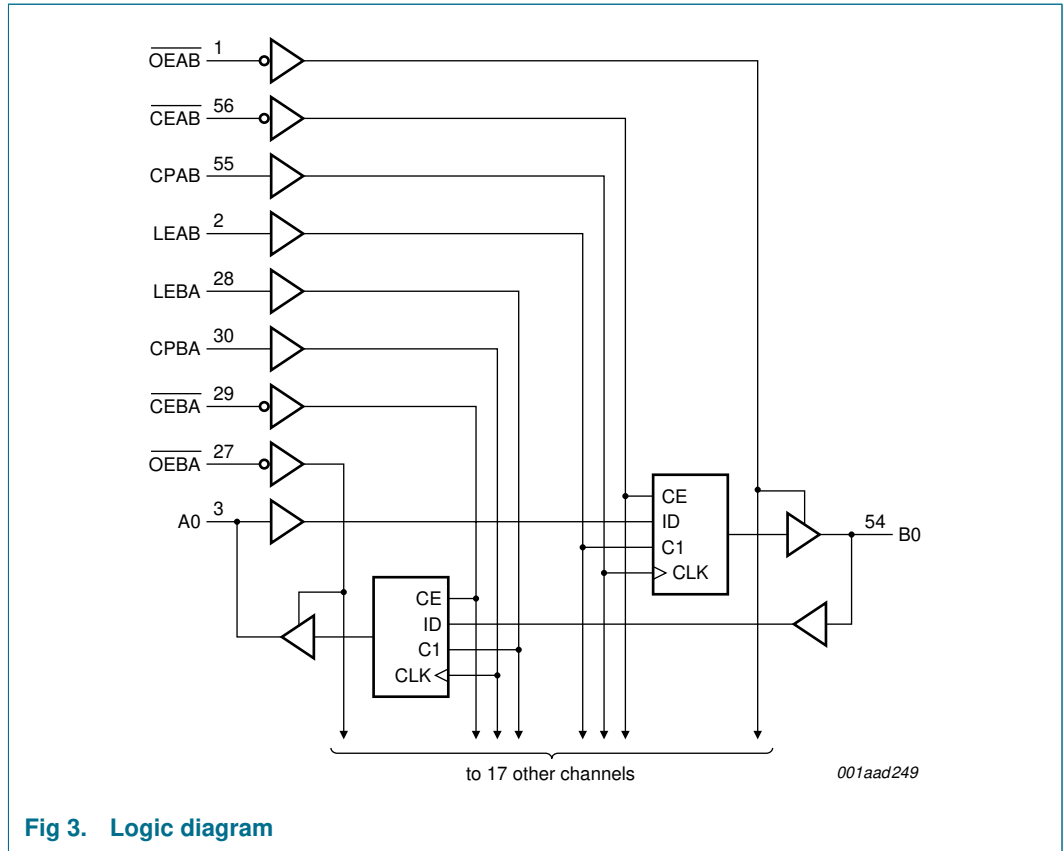 OEAB 1
CEAB 56
CPAB 55
LEAB 2
LEBA 28
CPBA 30
CEBA 29
OEBA 27
A0 3
CE
ID
C1
CLK
54 B0
CE
ID
C1
CLK
to 17 other channels
001aad249
Fig 3. Logic diagram